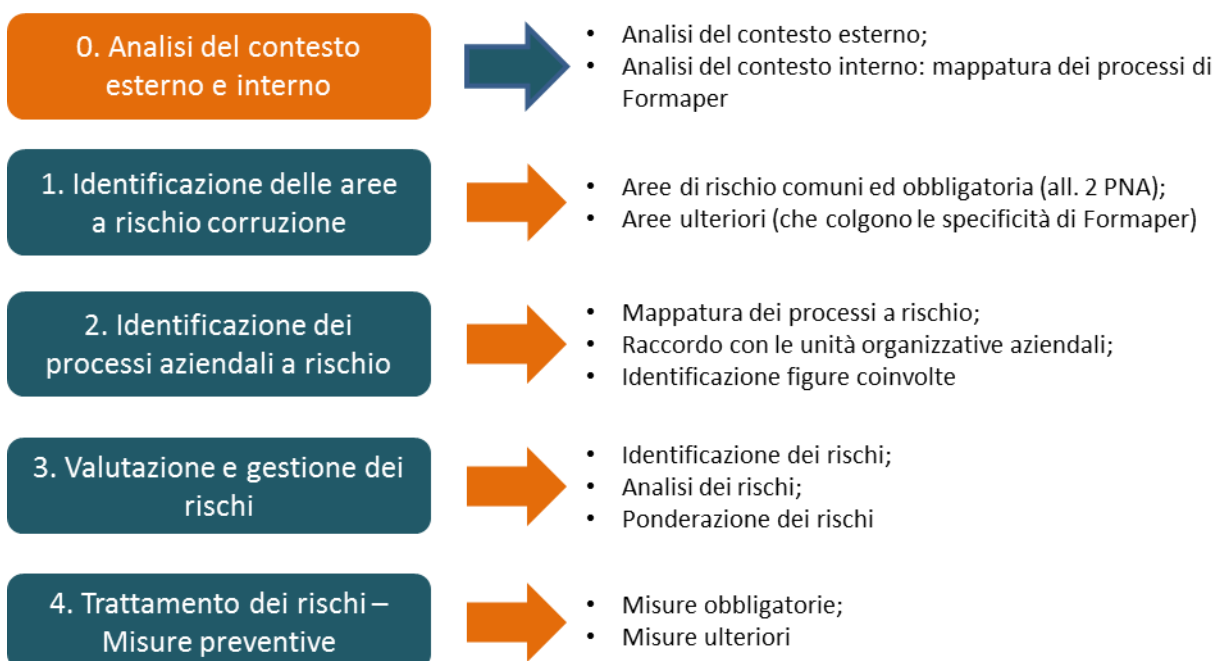 0. Analisi del contesto
esterno e interno
• Analisi del contesto esterno;
• Analisi del contesto interno: mappatura dei processi di
Formaper
1. Identificazione delle aree
a rischio corruzione
• Aree di rischio comuni ed obbligatoria (all. 2 PNA);
• Aree ulteriori (che colgono le specificità di Formaper)
2. Identificazione dei
processi aziendali a rischio
• Mappatura dei processi a rischio;
• Raccordo con le unità organizzative aziendali;
• Identificazione figure coinvolte
3. Valutazione e gestione dei
rischi
• Identificazione dei rischi;
• Analisi dei rischi;
• Ponderazione dei rischi
4. Trattamento dei rischi –
Misure preventive
• Misure obbligatorie;
• Misure ulteriori